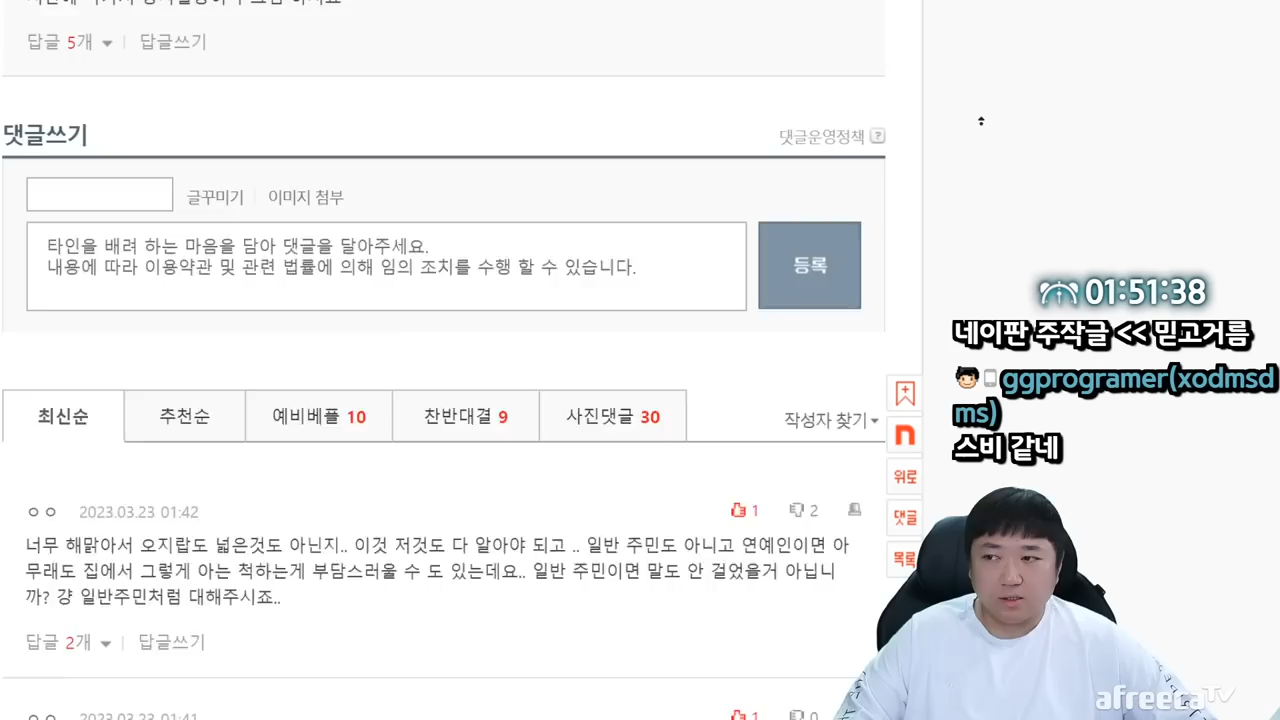 답글 5개
답글쓰기
댓글쓰기
댓글운영정책 ?
글꾸미기
이미지 첨부
타인을 배려 하는 마음을 담아 댓글을 달아주세요.
내용에 따라 이용약관 및 관련 법률에 의해 임의 조치를 수행 할 수 있습니다.
등록
01:51:38
네이판 주작글 << 믿고거름
ggprogramer(xodmsd
ms)
스비 같네
최신순
추천순
예비베플 10
찬반대결 9
사진댓글 30
작성자 찾기
n
위로
댓글
목록
ㅇㅇ 2023.03.23 01:42
1
2
너무 해맑아서 오지랍도 넓은것도 아닌지.. 이것 저것도 다 알아야 되고 .. 일반 주민도 아니고 연예인이면 아
무래도 집에서 그렇게 아는 척하는게 부담스러울 수 도 있는데요.. 일반 주민이면 말도 안 걸었을거 아닙니
까? 걍 일반주민처럼 대해주시죠..
답글 2개
답글쓰기
afreecaTV
ㅇㅇ 2023.03.23 01:41
1
0